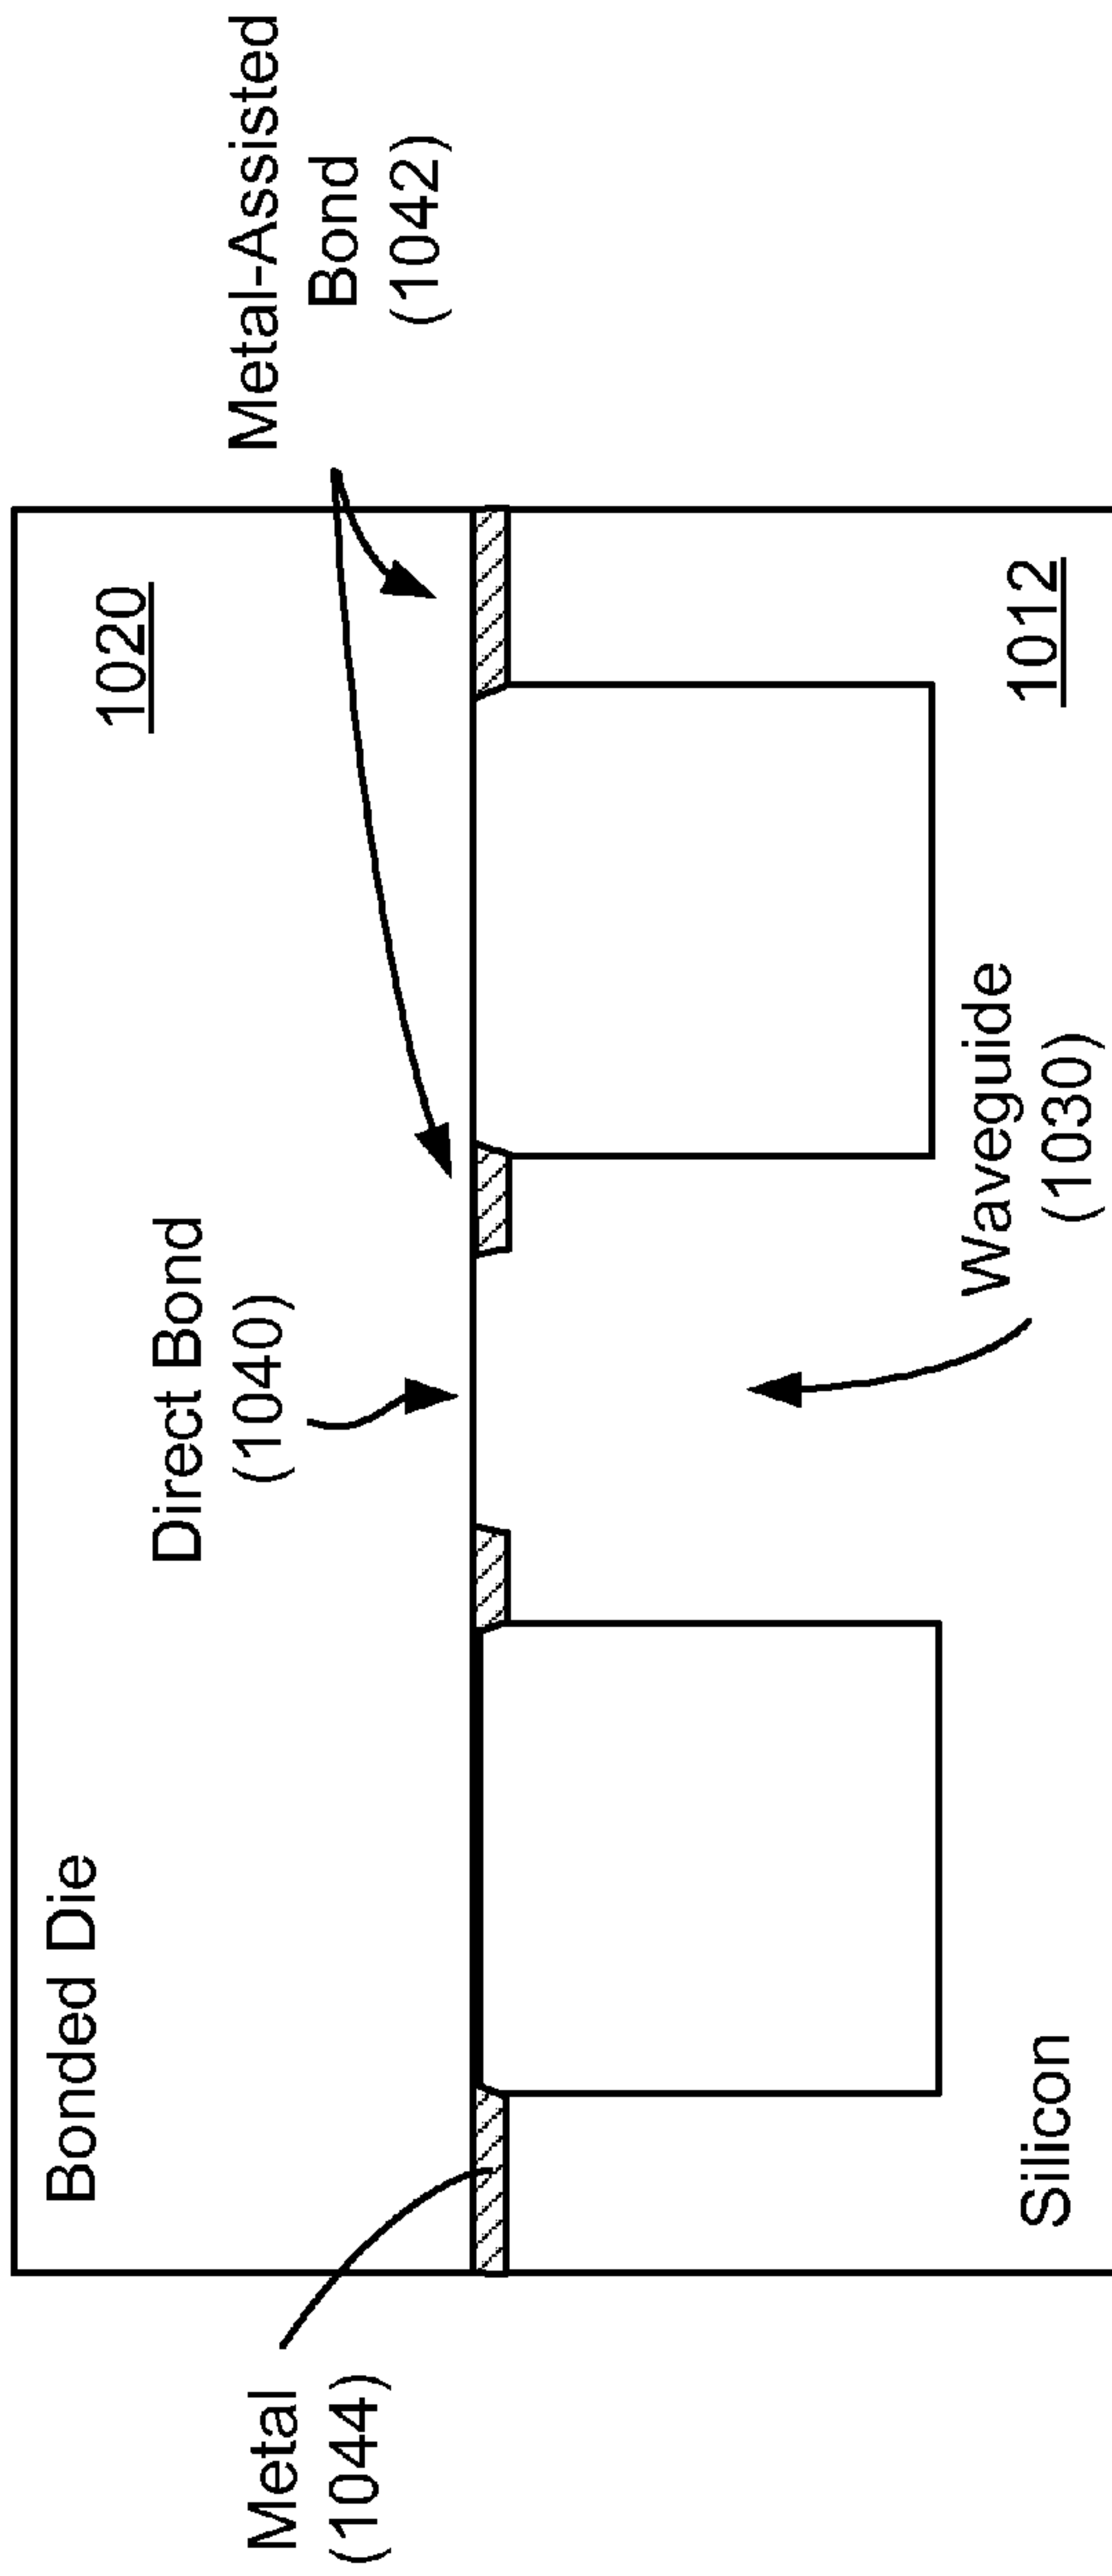 Bonded Die
1020
Metal
(1044)
Direct Bond
(1040)
Metal-Assisted
Bond
(1042)
Waveguide
(1030)
Silicon
1012